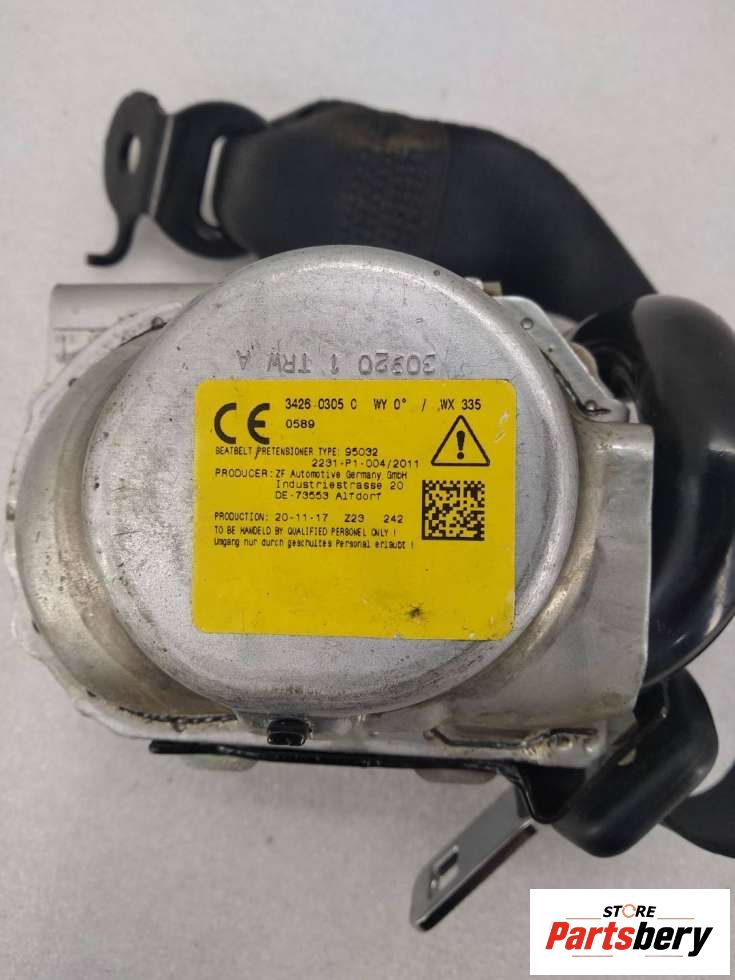 30920 1 TRW A
3426 0305 C WY 0° / WX 335
CE 0589
SEATBELT PRETENSIONER TYPE: 95032
2231-P1-004/2011
PRODUCER: ZF Automotive Germany GmbH
Industriestrasse 20
DE-73553 Alfdorf
PRODUCTION: 20-11-17 Z23 242
TO BE HANDELD BY QUALIFIED PERSONEL ONLY !
Umgang nur durch geschultes Personal erlaubt !
STORE
Partsbery